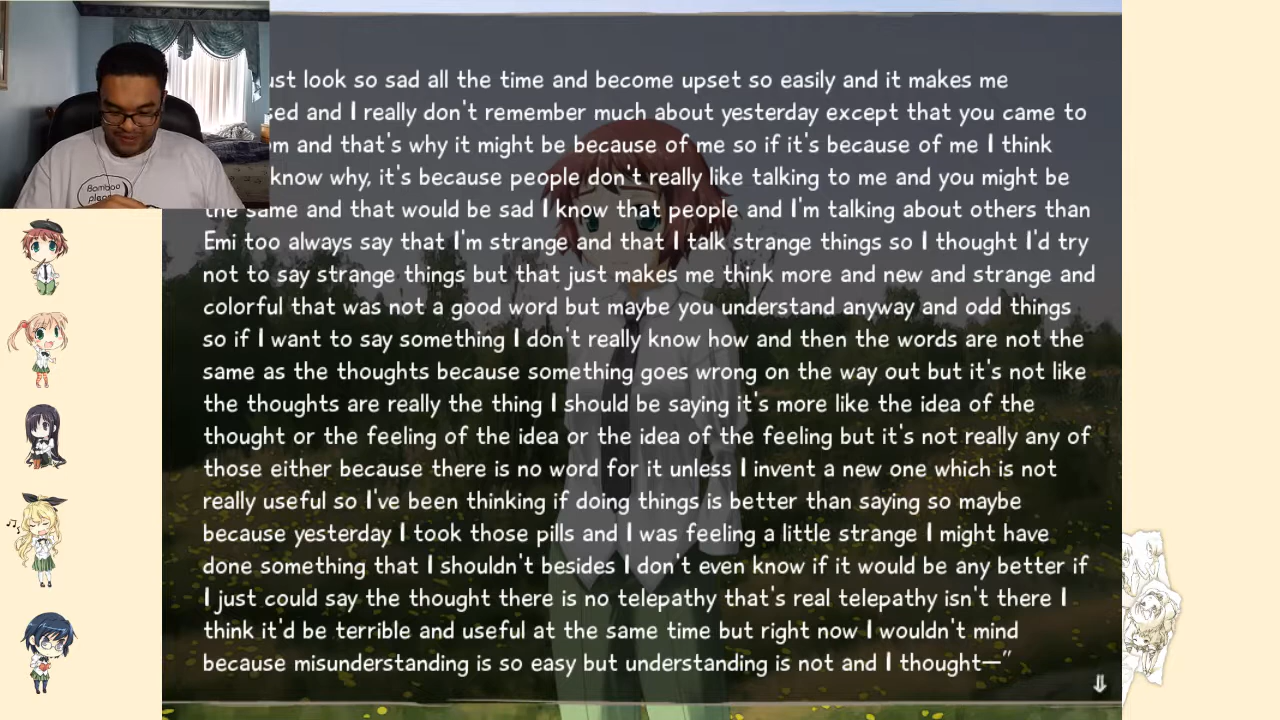 ust look so sad all the time and become upset so easily and it makes me
sed and I really don't remember much about yesterday except that you came to
m and that's why it might be because of me so if it's because of me I think
know why, it's because people don't really like talking to me and you might be
the same and that would be sad I know that people and I'm talking about others than
Emi too always say that I'm strange and that I talk strange things so I thought I'd try
not to say strange things but that just makes me think more and new and strange and
colorful that was not a good word but maybe you understand anyway and odd things
so if I want to say something I don't really know how and then the words are not the
same as the thoughts because something goes wrong on the way out but it's not like
the thoughts are really the thing I should be saying it's more like the idea of the
thought or the feeling of the idea or the idea of the feeling but it's not really any of
those either because there is no word for it unless I invent a new one which is not
really useful so I've been thinking if doing things is better than saying so maybe
because yesterday I took those pills and I was feeling a little strange I might have
done something that I shouldn't besides I don't even know if it would be any better if
I just could say the thought there is no telepathy that's real telepathy isn't there I
think it'd be terrible and useful at the same time but right now I wouldn't mind
because misunderstanding is so easy but understanding is not and I thought—”
Bamboo